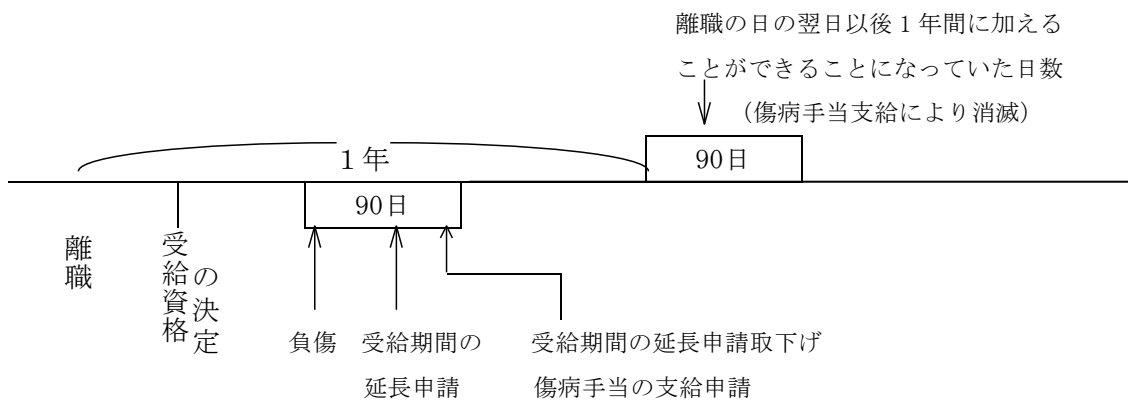 離職の日の翌日以後1年間に加える
ことができることになっていた日数
(傷病手当支給により消滅)
1年
90日
90日
離職
受給資格
の決定
負傷
受給期間の
延長申請
受給期間の延長申請取下げ
傷病手当の支給申請